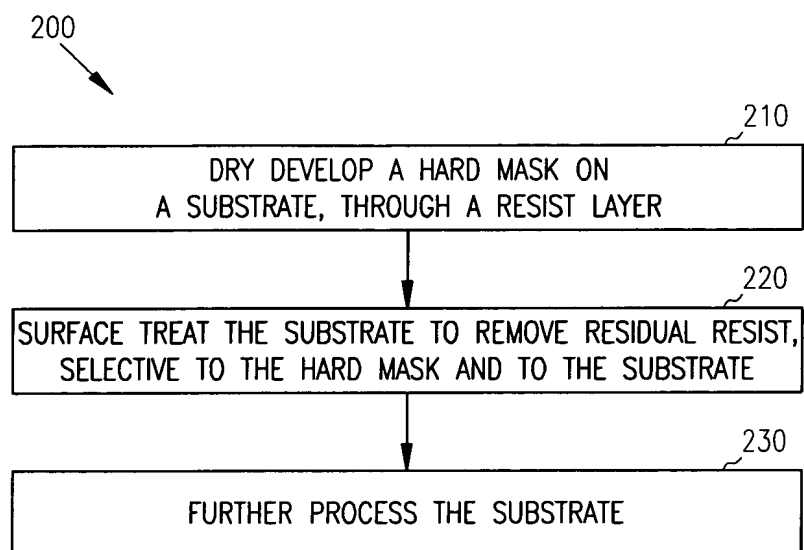 200
210
DRY DEVELOP A HARD MASK ON
A SUBSTRATE, THROUGH A RESIST LAYER
220
SURFACE TREAT THE SUBSTRATE TO REMOVE RESIDUAL RESIST,
SELECTIVE TO THE HARD MASK AND TO THE SUBSTRATE
230
FURTHER PROCESS THE SUBSTRATE